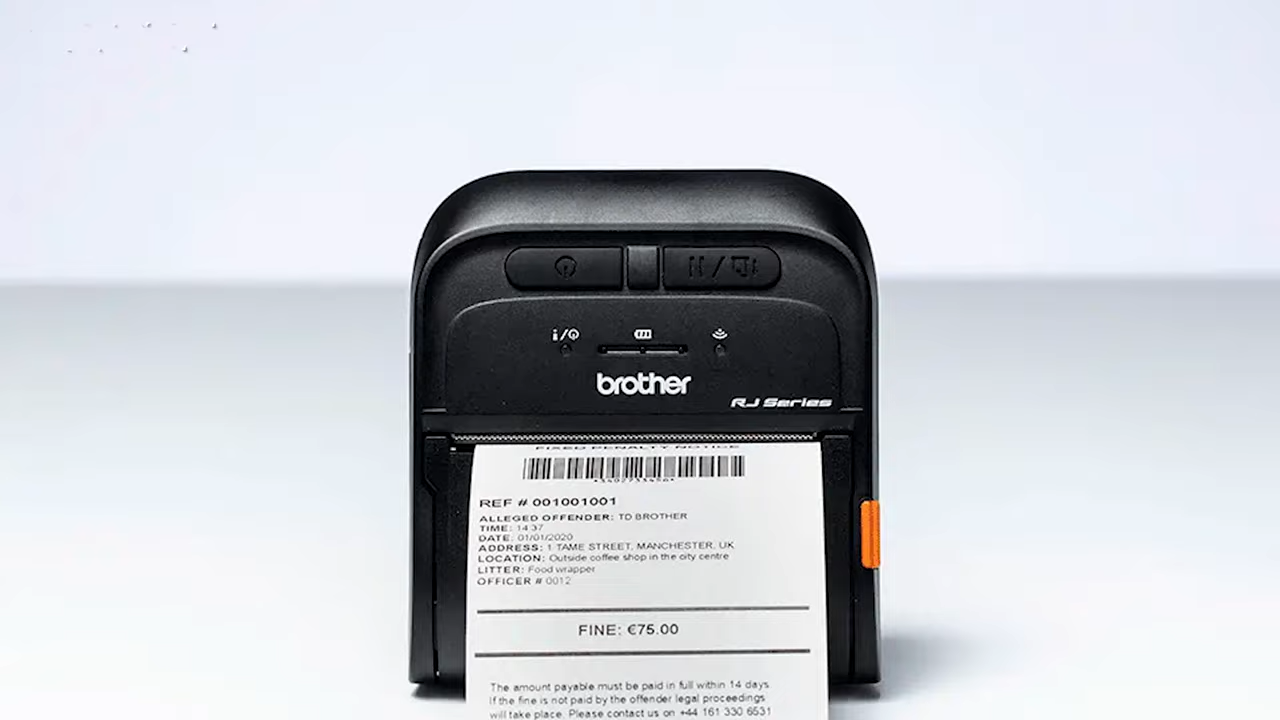 i/
brother
RJ Series
FIXED PENALTY NOTICE
REF # 001001001
ALLEGED OFFENDER: TD BROTHER
TIME: 14:37
DATE: 01/01/2020
ADDRESS: 1 TAME STREET, MANCHESTER, UK
LOCATION: Outside coffee shop in the city centre
LITTER: Food wrapper
OFFICER # 0012
FINE: €75.00
The amount payable must be paid in full within 14 days.
If the fine is not paid by the offender legal proceedings
will take place. Please contact us on +44 161 330 6531